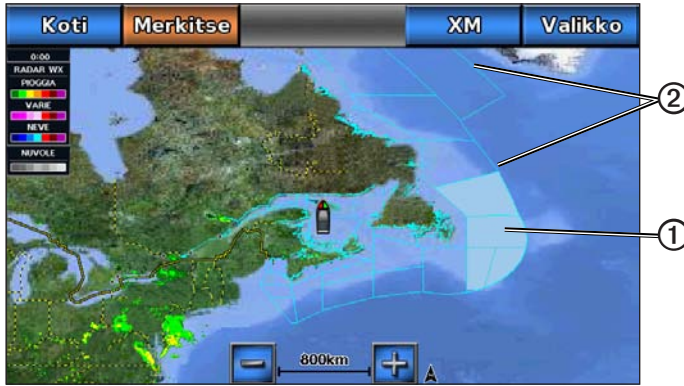 Koti Merkitse XM Valikko
0:00
RADAR WX
PIOGGIA
VARIE
NEVE
NUVOLE
②
①
800km